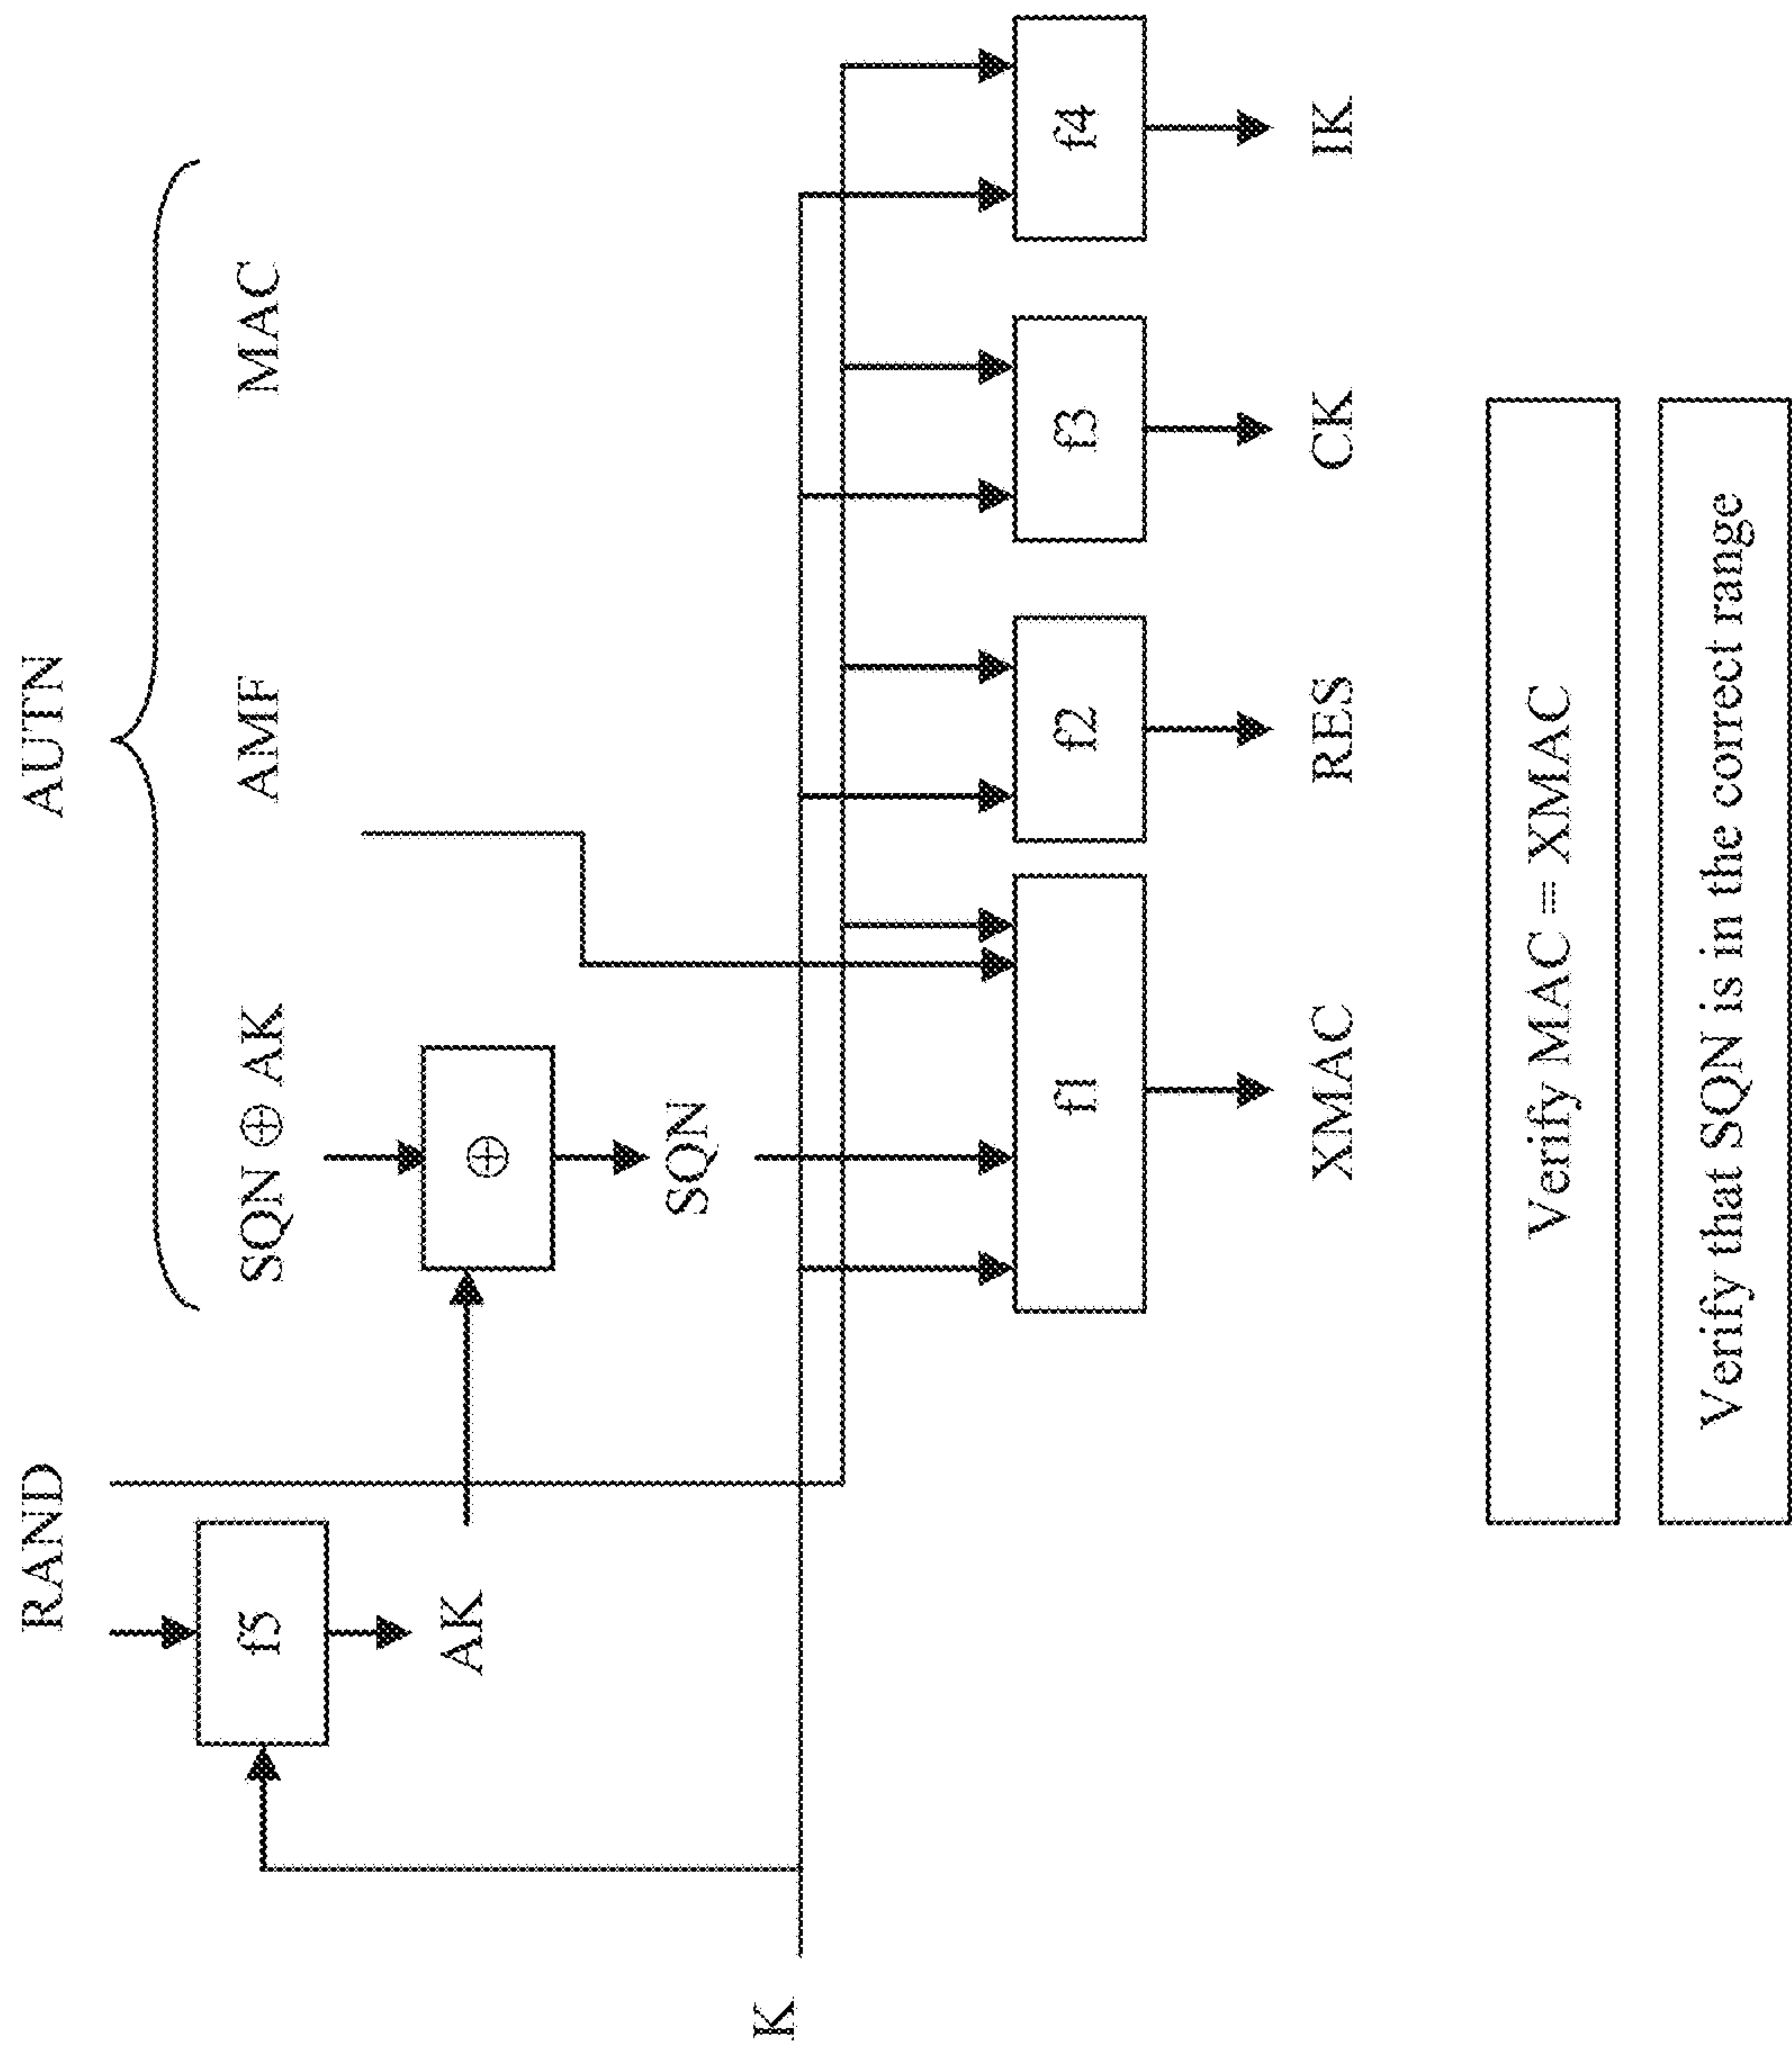 RAND
AUTN
f5
SQN ⊕ AK
AMF
MAC
AK
⊕
SQN
K
f1
f2
f3
f4
XMAC
RES
CK
IK
Verify MAC = XMAC
Verify that SQN is in the correct range